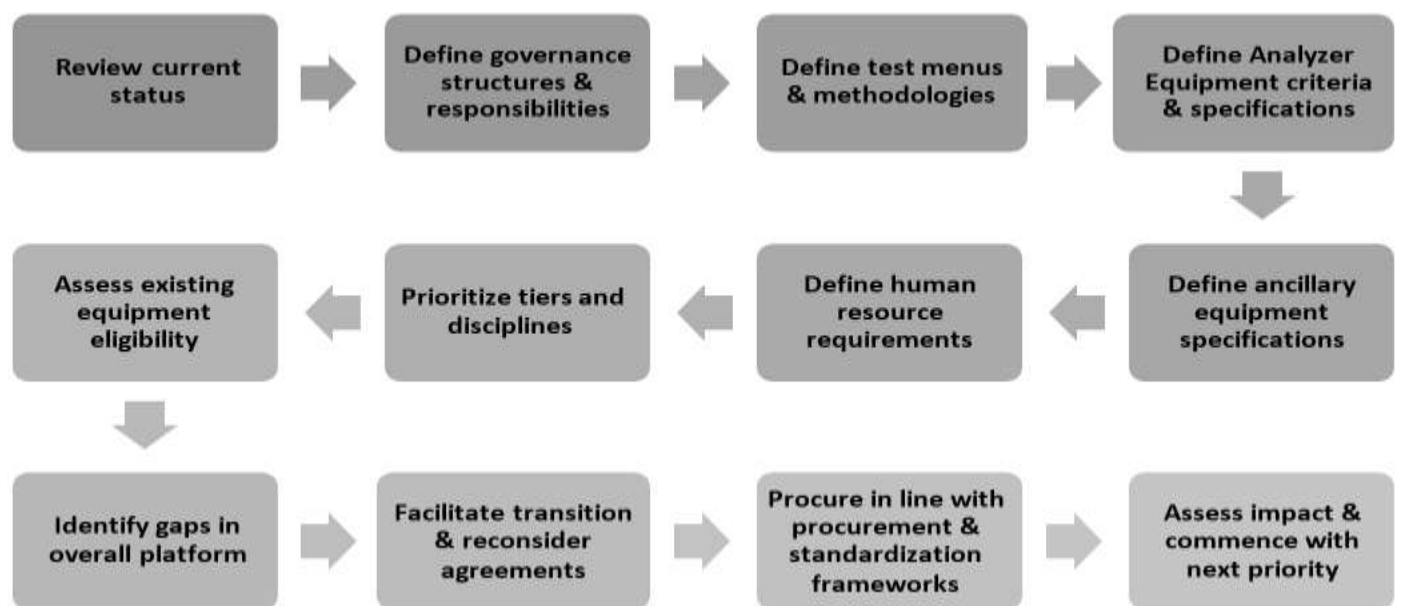 Review current
status
Define governance
structures &
responsibilities
Define test menus
& methodologies
Define Analyzer
Equipment criteria
& specifications
Define ancillary
equipment
specifications
Define human
resource
requirements
Prioritize tiers and
disciplines
Assess existing
equipment
eligibility
Identify gaps in
overall platform
Facilitate transition
& reconsider
agreements
Procure in line with
procurement &
standardization
frameworks
Assess impact &
commence with
next priority